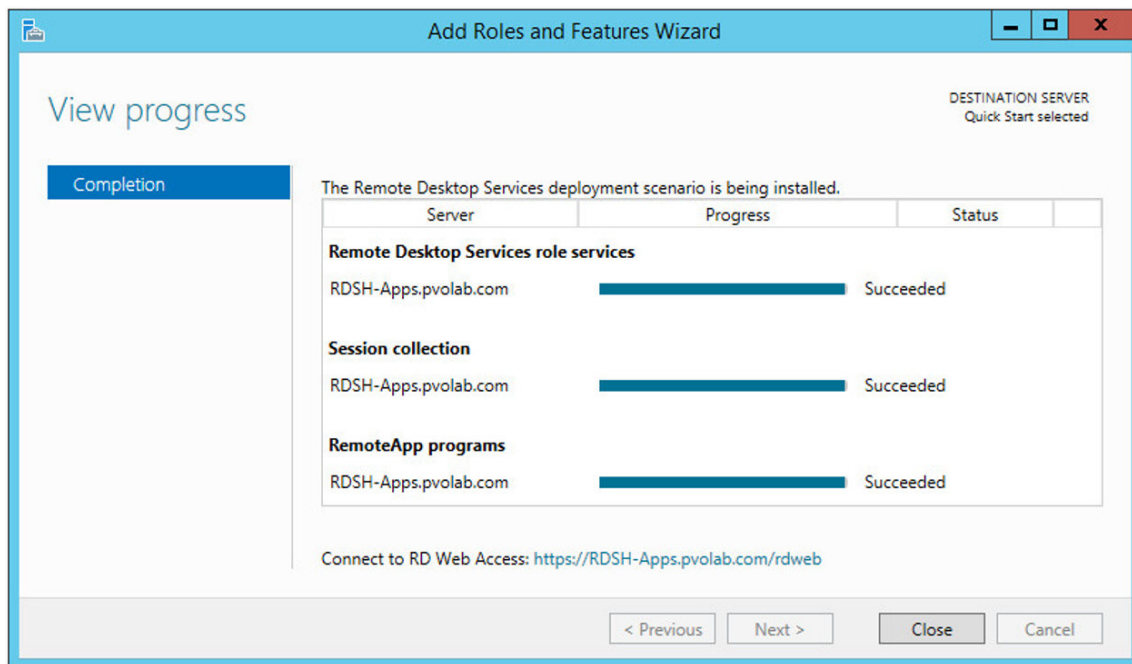 Add Roles and Features Wizard
View progress
DESTINATION SERVER
Quick Start selected
Completion
The Remote Desktop Services deployment scenario is being installed.
Server Progress Status
Remote Desktop Services role services
RDSH-Apps.pvolab.com Succeeded
Session collection
RDSH-Apps.pvolab.com Succeeded
RemoteApp programs
RDSH-Apps.pvolab.com Succeeded
Connect to RD Web Access: https://RDSH-Apps.pvolab.com/rdweb
< Previous Next > Close Cancel